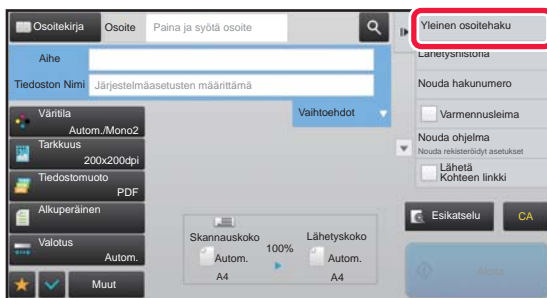 Osoitekirja
Osoite
Paina ja syötä osoite
Aihe
Tiedoston Nimi
Järjestelmäasetusten määrittämä
Vaihtoehdot
Väritila
Autom./Mono2
Tarkkuus
200x200dpi
Tiedostomuoto
PDF
Alkuperäinen
Valotus
Autom.
Muut
Skannauskoko
Autom.
A4
100%
Lähetyskoko
Autom.
A4
Yleinen osoitehaku
Lähetyshistoria
Nouda hakunumero
Varmennusleima
Nouda ohjelma
Nouda rekisteröidyt asetukset
Lähetä
Kohteen linkki
Esikatselu
CA
Aloita